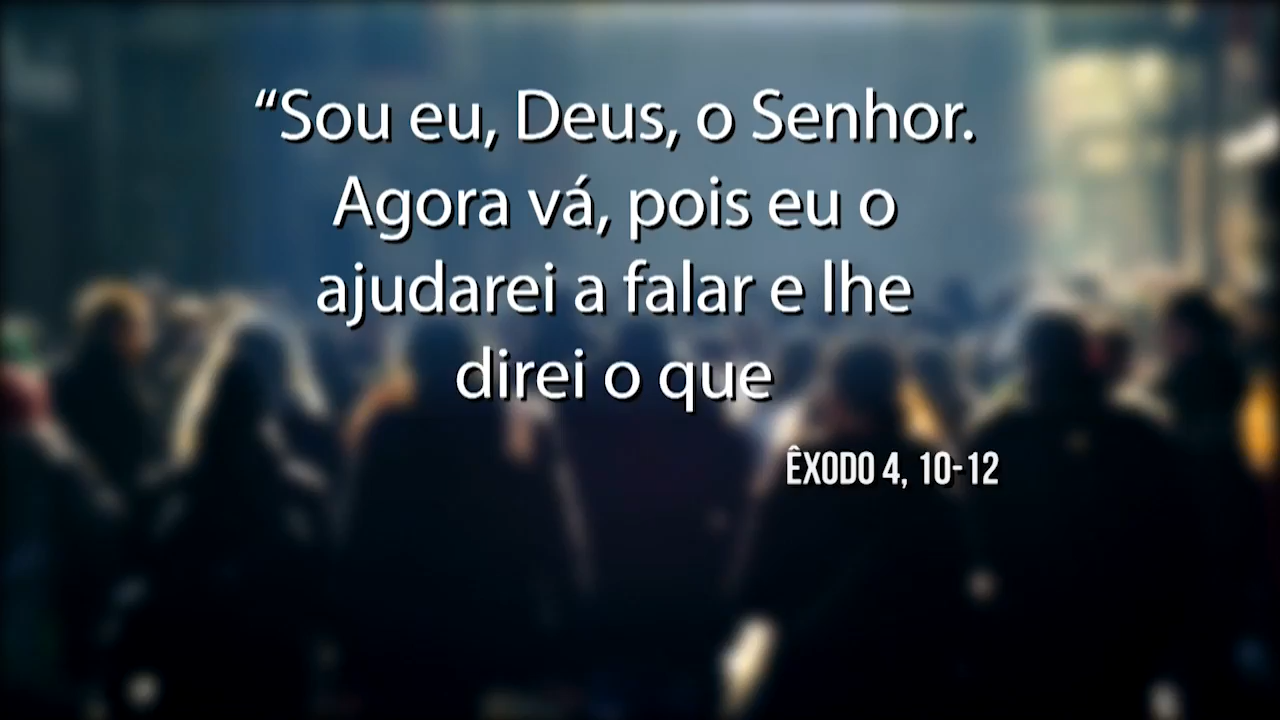 “Sou eu, Deus, o Senhor.
Agora vá, pois eu o
ajudarei a falar e lhe
direi o que
ÊXODO 4, 10-12